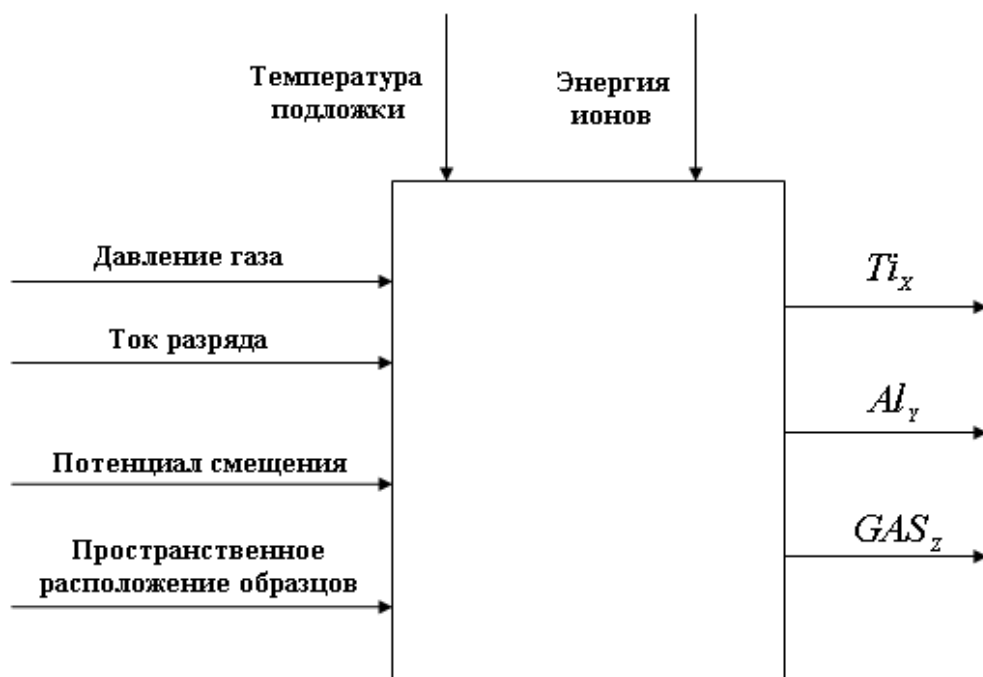 Температура
подложки
Энергия
ионов
Давление газа
Ток разряда
Потенциал смещения
Пространственное
расположение образцов
Ti_X
Al_Y
GAS_Z